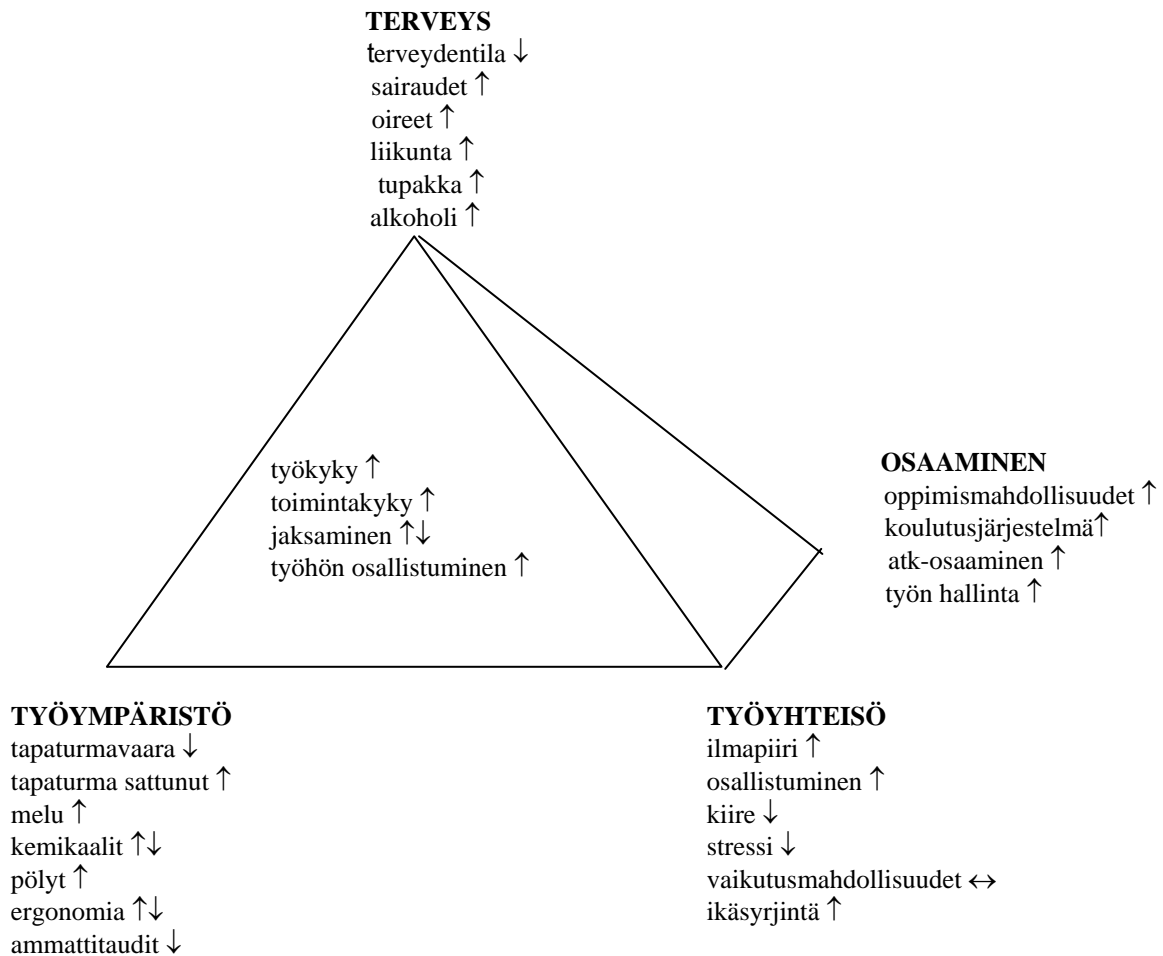 TERVEYS
terveydentila ↓
sairaudet ↑
oireet ↑
liikunta ↑
tupakka ↑
alkoholi ↑
työkyky ↑
toimintakyky ↑
jaksaminen ↑↓
työhön osallistuminen ↑
OSAAMINEN
oppimismahdollisuudet ↑
koulutusjärjestelmä↑
atk-osaaminen ↑
työn hallinta ↑
TYÖYMPÄRISTÖ
tapaturmavaara ↓
tapaturma sattunut ↑
melu ↑
kemikaalit ↑↓
pölyt ↑
ergonomia ↑↓
ammattitaudit ↓
TYÖYHTEISÖ
ilmapiiri ↑
osallistuminen ↑
kiire ↓
stressi ↓
vaikutusmahdollisuudet ↔
ikäsyrjintä ↑